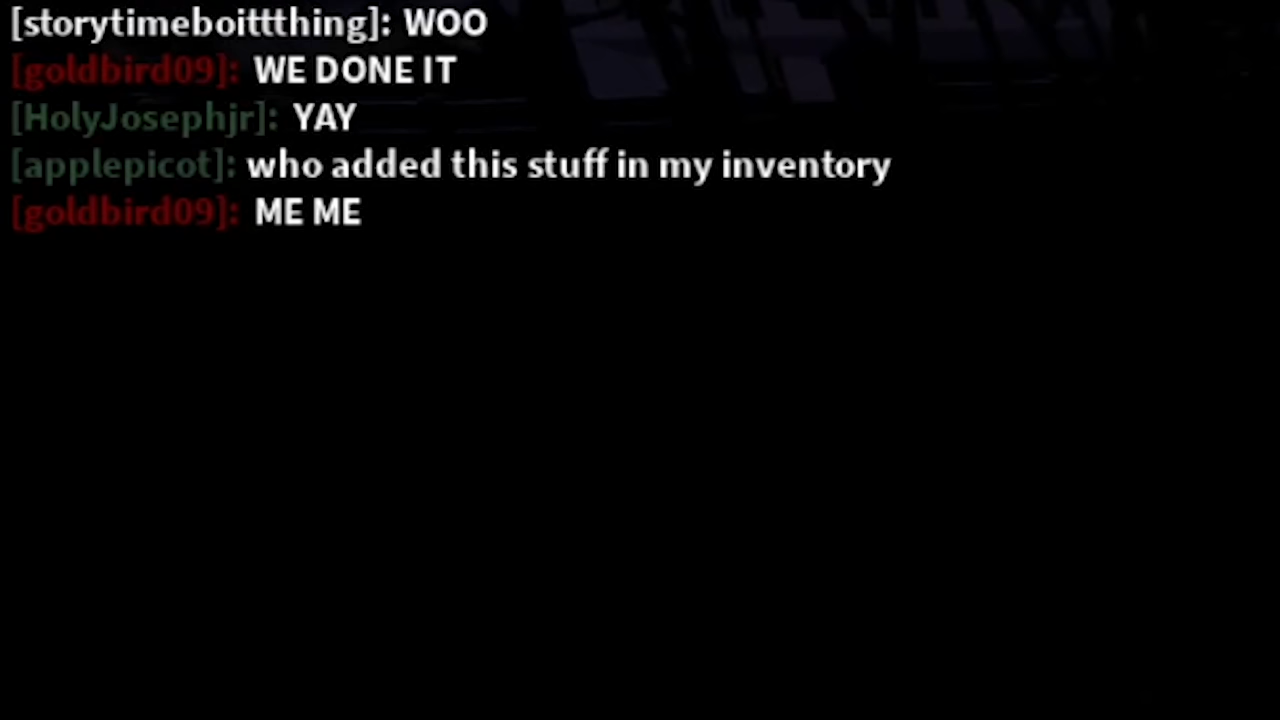 [storytimeboittthing]: WOO
[goldbird09]: WE DONE IT
[HolyJosephjr]: YAY
[applepicot]: who added this stuff in my inventory
[goldbird09]: ME ME